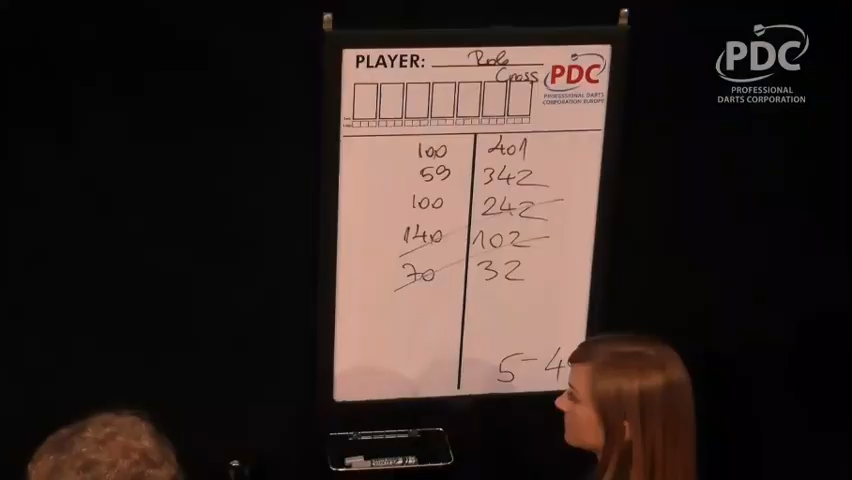 PLAYER: Rob
Cross
PDC
PROFESSIONAL DARTS
CORPORATION EUROPE
100 401
59 342
100 242
140 102
70 32
5-4
PDC
PROFESSIONAL
DARTS CORPORATION